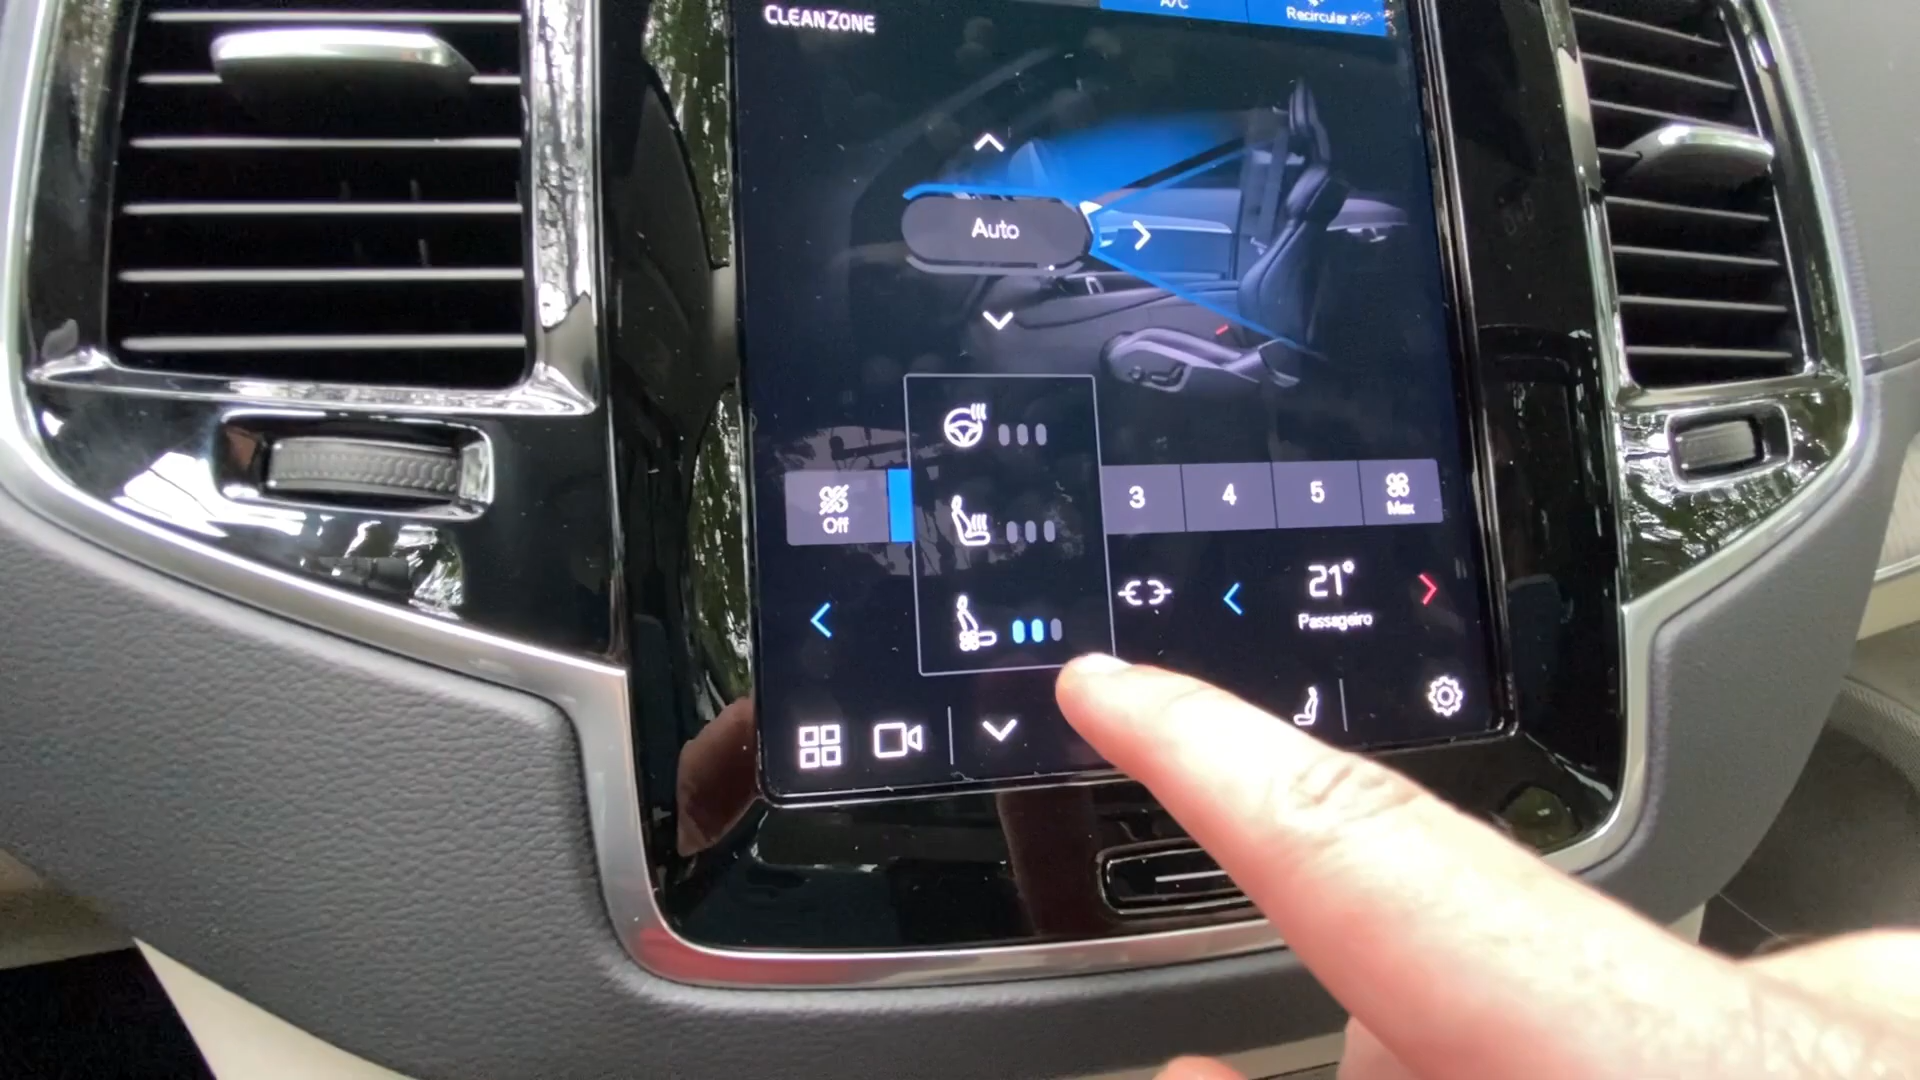 A/C
Recircular
CLEANZONE
Auto
Off
3
4
5
Max
21°
Passageiro